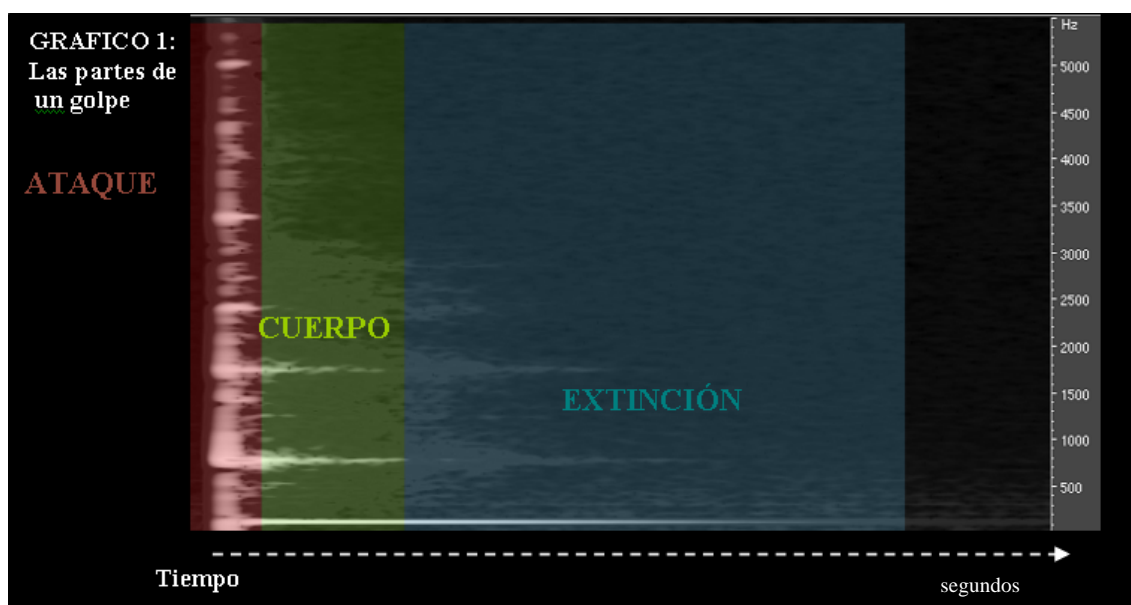 GRAFICO 1:
Las partes de
un golpe
ATAQUE
CUERPO
EXTINCIÓN
Hz
5000
4500
4000
3500
3000
2500
2000
1500
1000
500
Tiempo
segundos